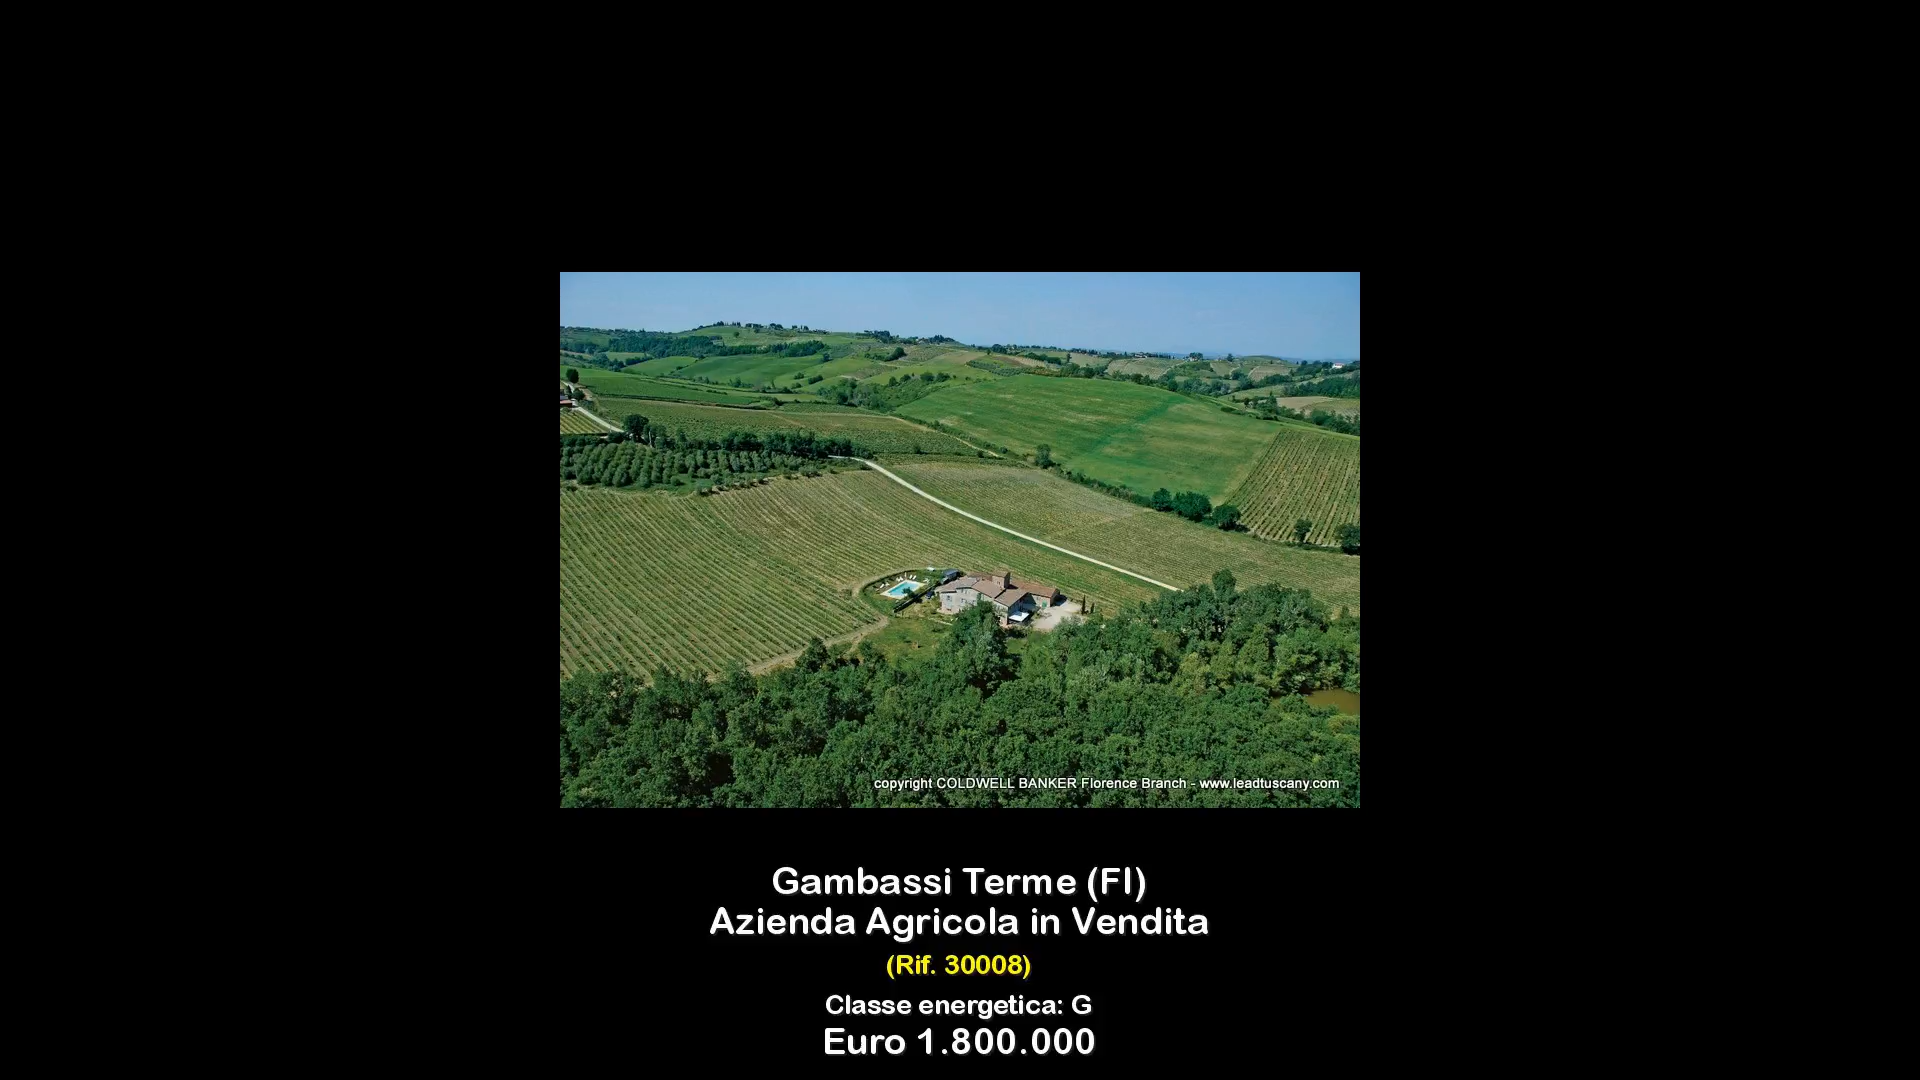 copyright COLDWELL BANKER Florence Branch - www.leadtuscany.com
Gambassi Terme (FI)
Azienda Agricola in Vendita
(Rif. 30008)
Classe energetica: G
Euro 1.800.000